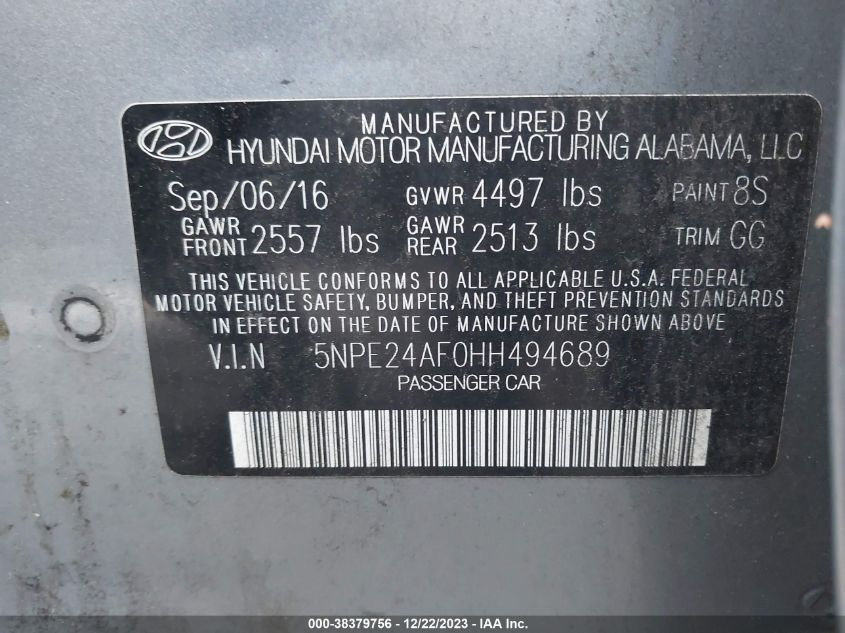 MANUFACTURED BY
HYUNDAI MOTOR MANUFACTURING ALABAMA, LLC
Sep/06/16 GVWR 4497 lbs PAINT 8S
GAWR FRONT 2557 lbs GAWR REAR 2513 lbs TRIM GG
THIS VEHICLE CONFORMS TO ALL APPLICABLE U.S.A. FEDERAL
MOTOR VEHICLE SAFETY, BUMPER, AND THEFT PREVENTION STANDARDS
IN EFFECT ON THE DATE OF MANUFACTURE SHOWN ABOVE
V.I.N 5NPE24AF0HH494689
PASSENGER CAR
000-38379756 - 12/22/2023 - IAA Inc.